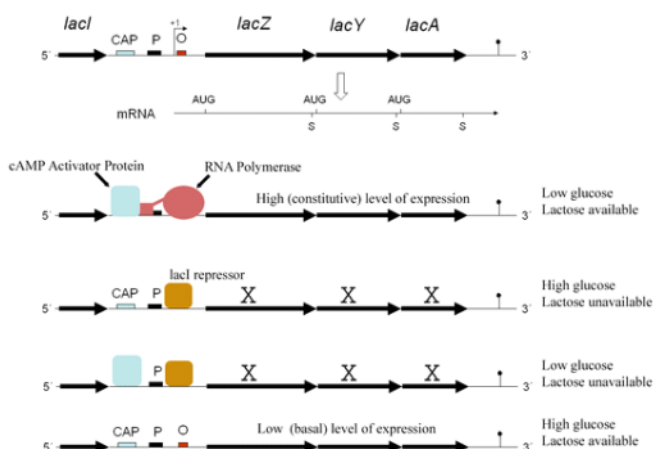 lacI lacZ lacY lacA
+1
CAP P O
5´ 3´
AUG AUG AUG
mRNA
S S S
cAMP Activator Protein RNA Polymerase
High (constitutive) level of expression
Low glucose
Lactose available
5´ 3´
lacI repressor
CAP P X X X
High glucose
Lactose unavailable
5´ 3´
P X X X
Low glucose
Lactose unavailable
5´ 3´
CAP P O Low (basal) level of expression
High glucose
Lactose available
5´ 3´